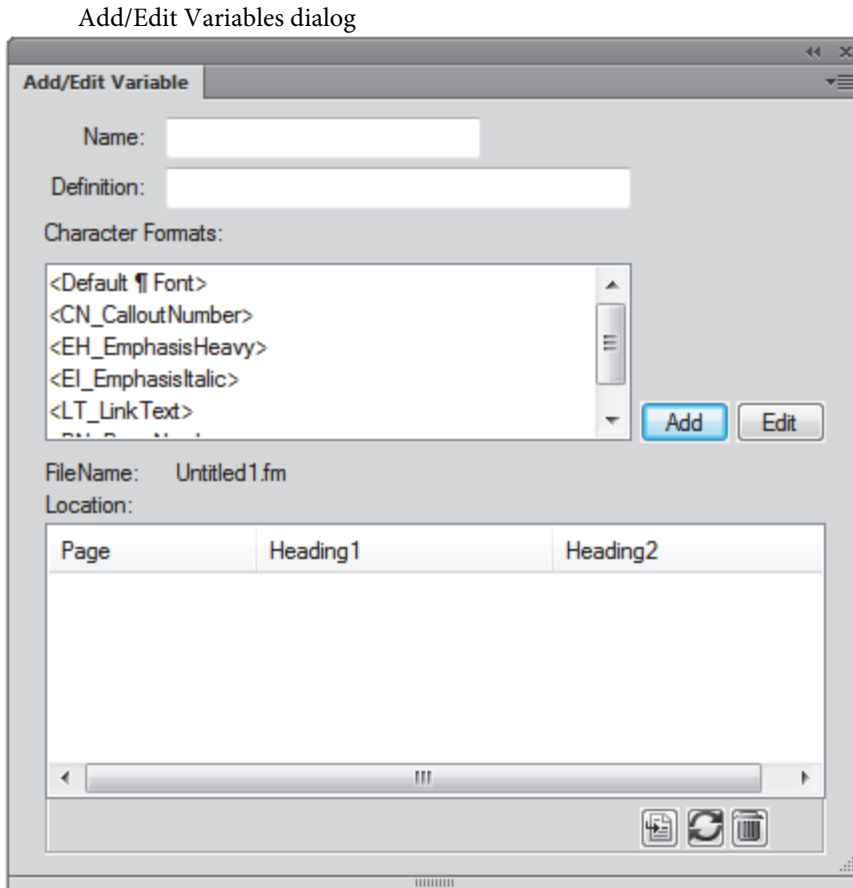 Add/Edit Variables dialog
Add/Edit Variable
Name:
Definition:
Character Formats:
<Default ¶ Font>
<CN_CalloutNumber>
<EH_EmphasisHeavy>
<EI_EmphasisItalic>
<LT_LinkText>
Add Edit
FileName: Untitled1.fm
Location:
Page Heading1 Heading2